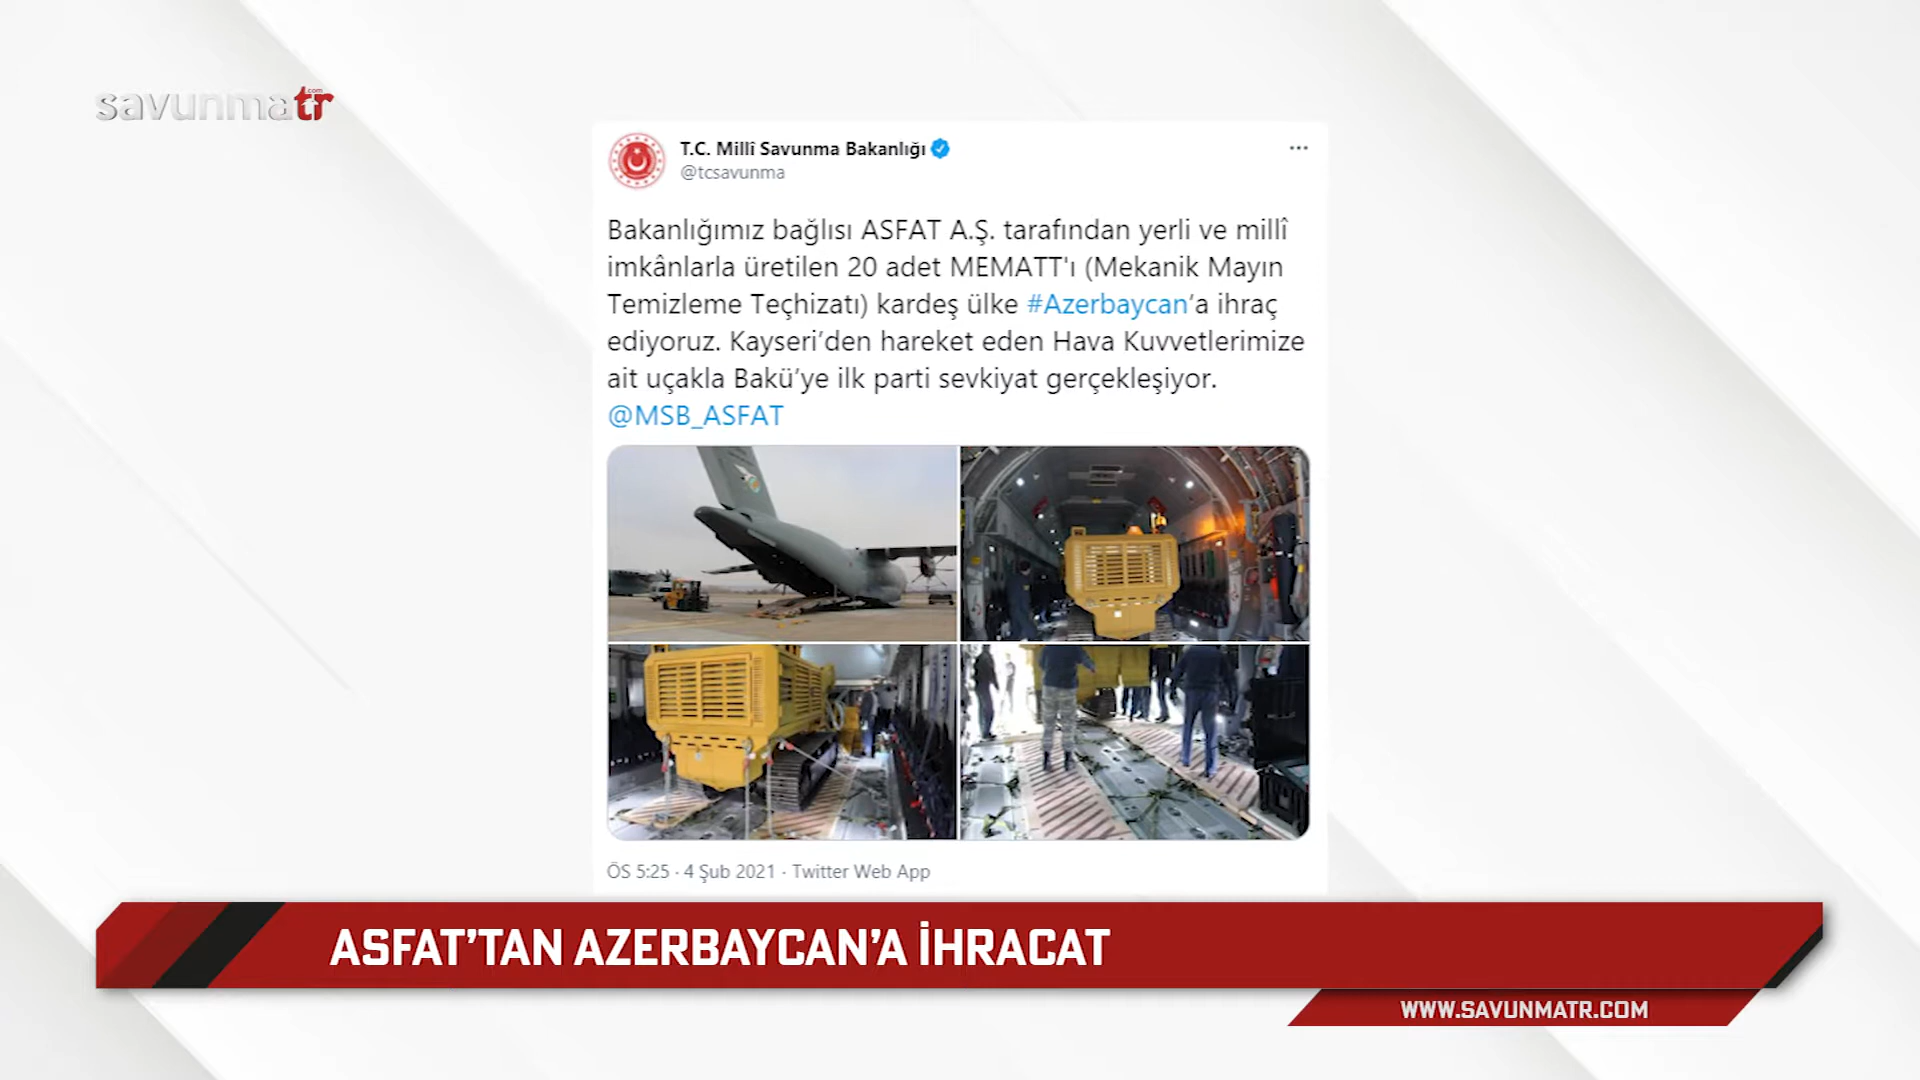 savunmatr.com
T.C. Millî Savunma Bakanlığı
@tcsavunma
Bakanlığımız bağlısı ASFAT A.Ş. tarafından yerli ve millî
imkânlarla üretilen 20 adet MEMATT'ı (Mekanik Mayın
Temizleme Teçhizatı) kardeş ülke #Azerbaycan’a ihraç
ediyoruz. Kayseri’den hareket eden Hava Kuvvetlerimize
ait uçakla Bakü’ye ilk parti sevkiyat gerçekleşiyor.
@MSB_ASFAT
ÖS 5:25 · 4 Şub 2021 · Twitter Web App
ASFAT’TAN AZERBAYCAN’A İHRACAT
WWW.SAVUNMATR.COM